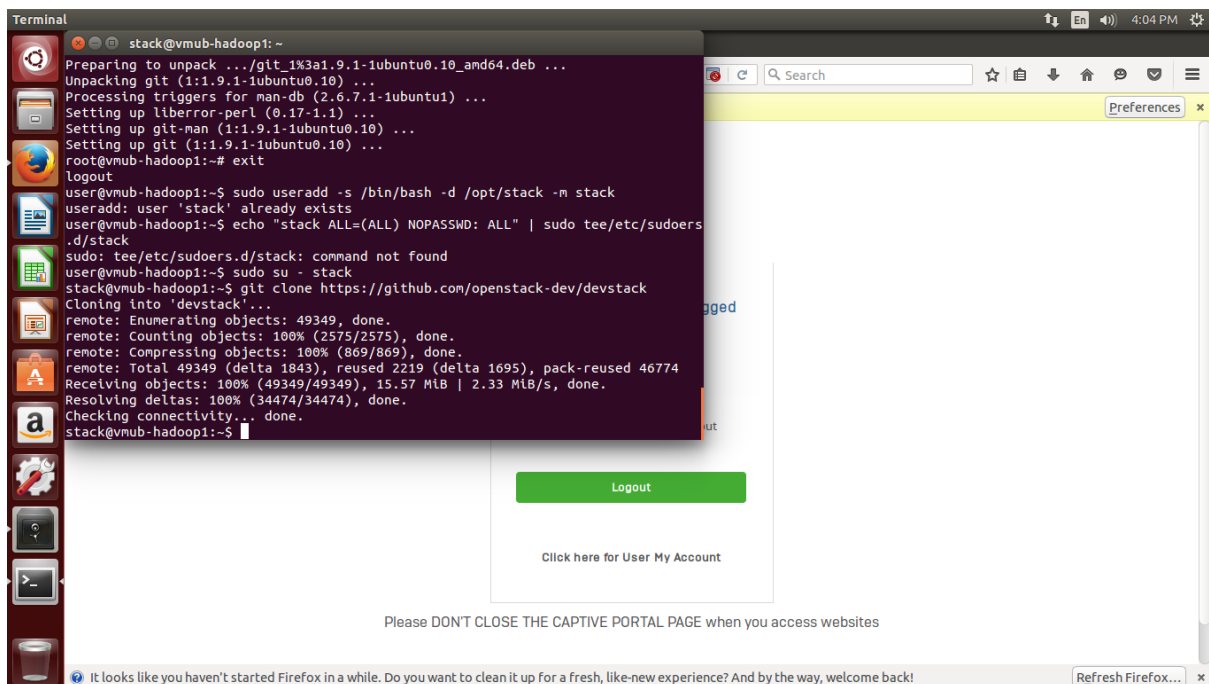 Terminal
En
4:04 PM
stack@vmub-hadoop1: ~
Preparing to unpack .../git_1%3a1.9.1-1ubuntu0.10_amd64.deb ...
Unpacking git (1:1.9.1-1ubuntu0.10) ...
Processing triggers for man-db (2.6.7.1-1ubuntu1) ...
Setting up liberror-perl (0.17-1.1) ...
Setting up git-man (1:1.9.1-1ubuntu0.10) ...
Setting up git (1:1.9.1-1ubuntu0.10) ...
root@vmub-hadoop1:~# exit
logout
user@vmub-hadoop1:~$ sudo useradd -s /bin/bash -d /opt/stack -m stack
useradd: user 'stack' already exists
user@vmub-hadoop1:~$ echo "stack ALL=(ALL) NOPASSWD: ALL" | sudo tee/etc/sudoers
.d/stack
sudo: tee/etc/sudoers.d/stack: command not found
user@vmub-hadoop1:~$ sudo su - stack
stack@vmub-hadoop1:~$ git clone https://github.com/openstack-dev/devstack
Cloning into 'devstack'...
remote: Enumerating objects: 49349, done.
remote: Counting objects: 100% (2575/2575), done.
remote: Compressing objects: 100% (869/869), done.
remote: Total 49349 (delta 1843), reused 2219 (delta 1695), pack-reused 46774
Receiving objects: 100% (49349/49349), 15.57 MiB | 2.33 MiB/s, done.
Resolving deltas: 100% (34474/34474), done.
Checking connectivity... done.
stack@vmub-hadoop1:~$
Search
Preferences
gged
out
Logout
Click here for User My Account
Please DON'T CLOSE THE CAPTIVE PORTAL PAGE when you access websites
It looks like you haven't started Firefox in a while. Do you want to clean it up for a fresh, like-new experience? And by the way, welcome back!
Refresh Firefox...